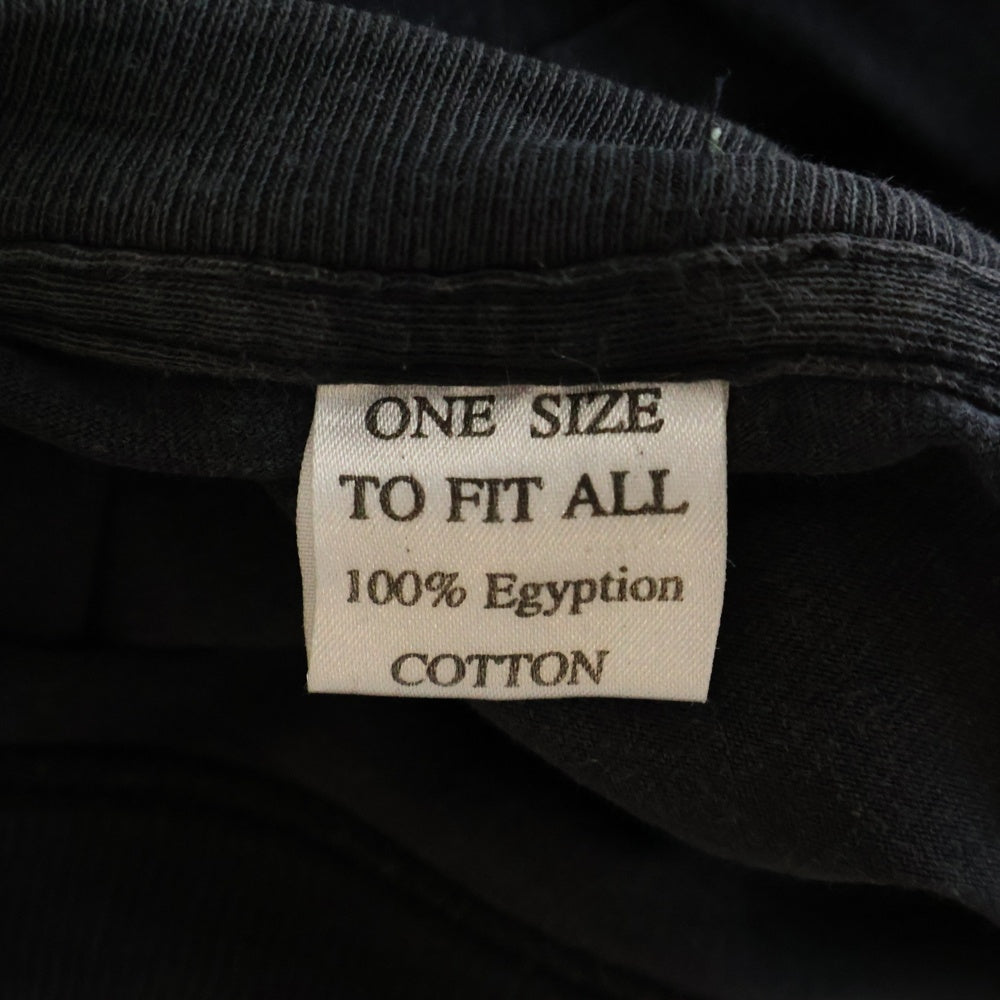 ONE SIZE
TO FIT ALL
100% Egyption
COTTON